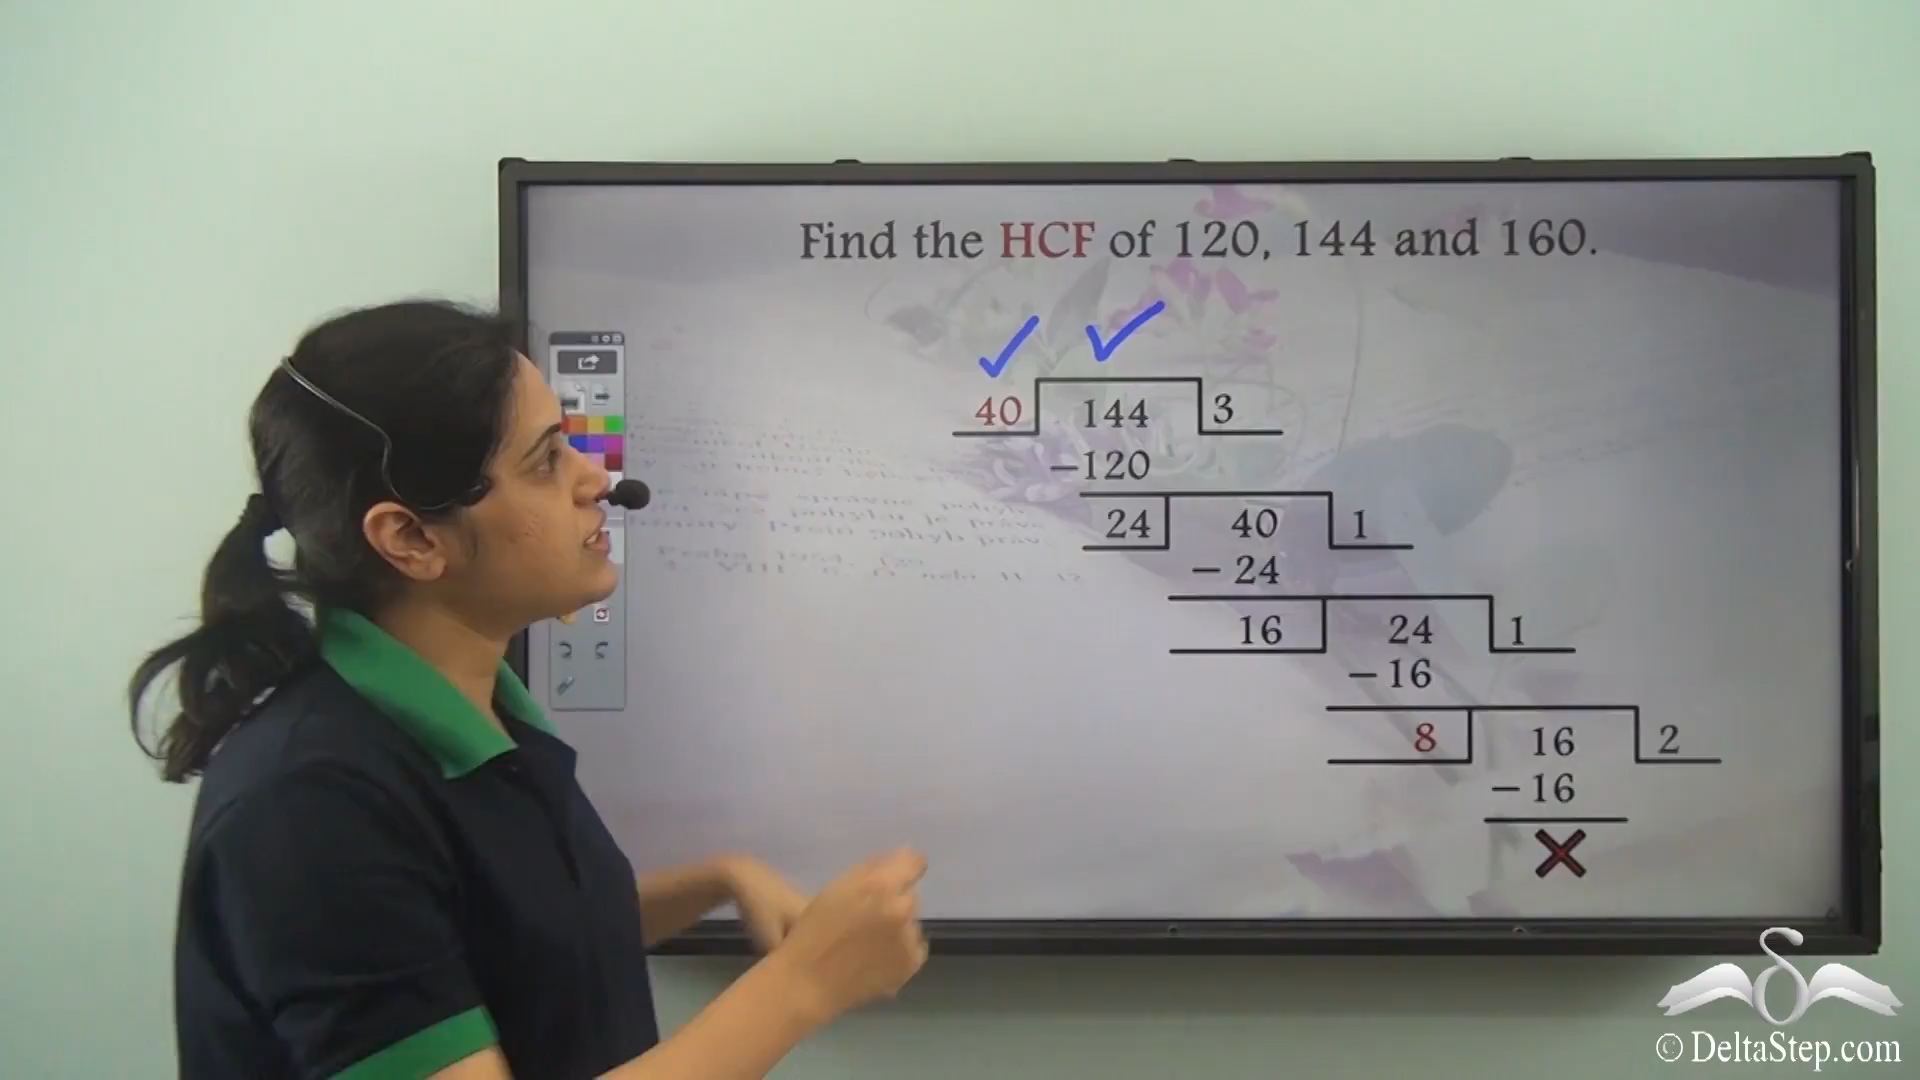 Find the HCF of 120, 144 and 160.
40 144 3
−120
24 40 1
− 24
16 24 1
− 16
8 16 2
− 16
© DeltaStep.com